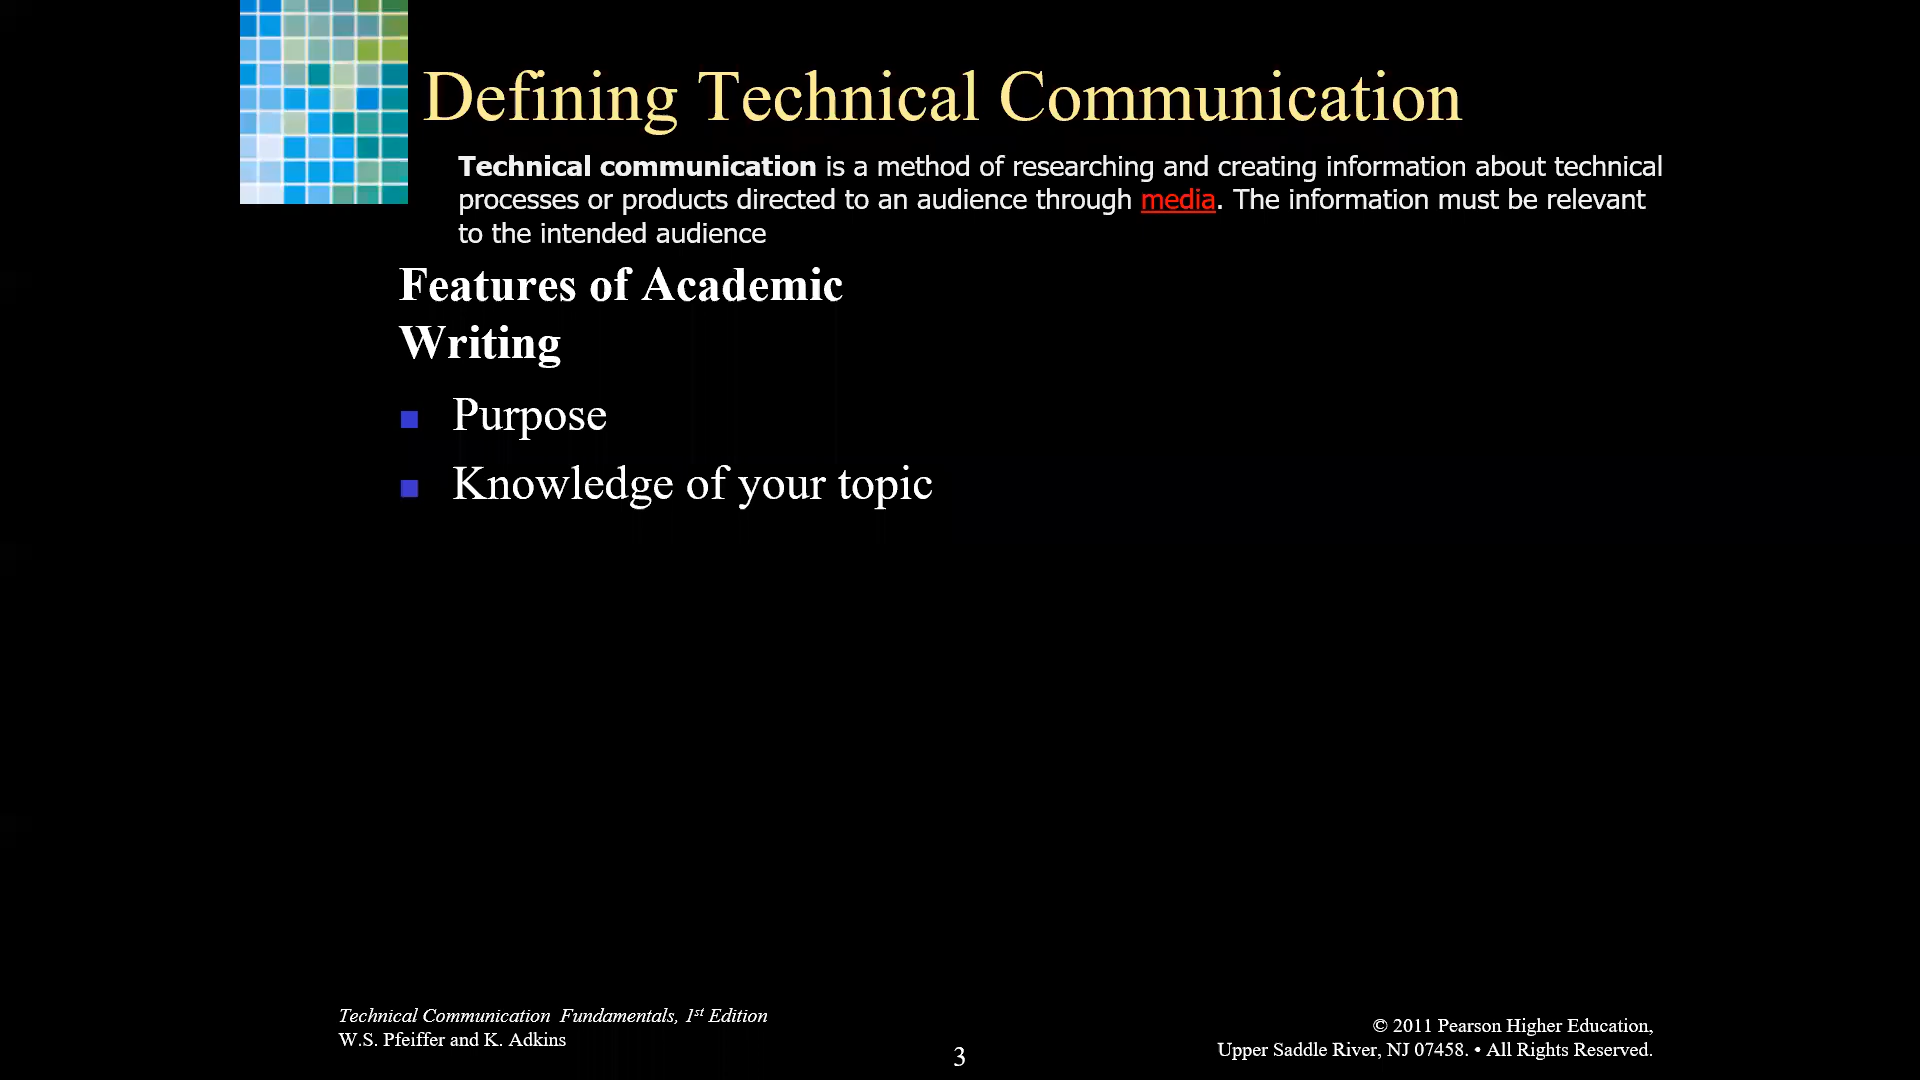 Defining Technical Communication
Technical communication is a method of researching and creating information about technical
processes or products directed to an audience through media. The information must be relevant
to the intended audience
Features of Academic
Writing
Purpose
Knowledge of your topic
Technical Communication Fundamentals, 1st Edition
W.S. Pfeiffer and K. Adkins
3
© 2011 Pearson Higher Education,
Upper Saddle River, NJ 07458. • All Rights Reserved.